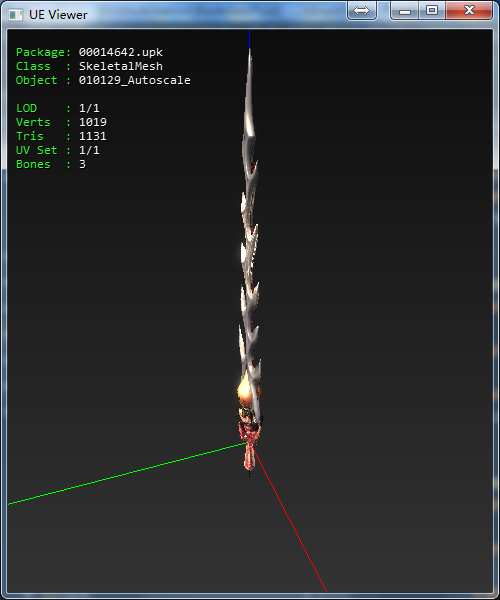 UE Viewer
Package: 00014642.upk
Class  : SkeletalMesh
Object : 010129_Autoscale
LOD    : 1/1
Verts  : 1019
Tris   : 1131
UV Set : 1/1
Bones  : 3